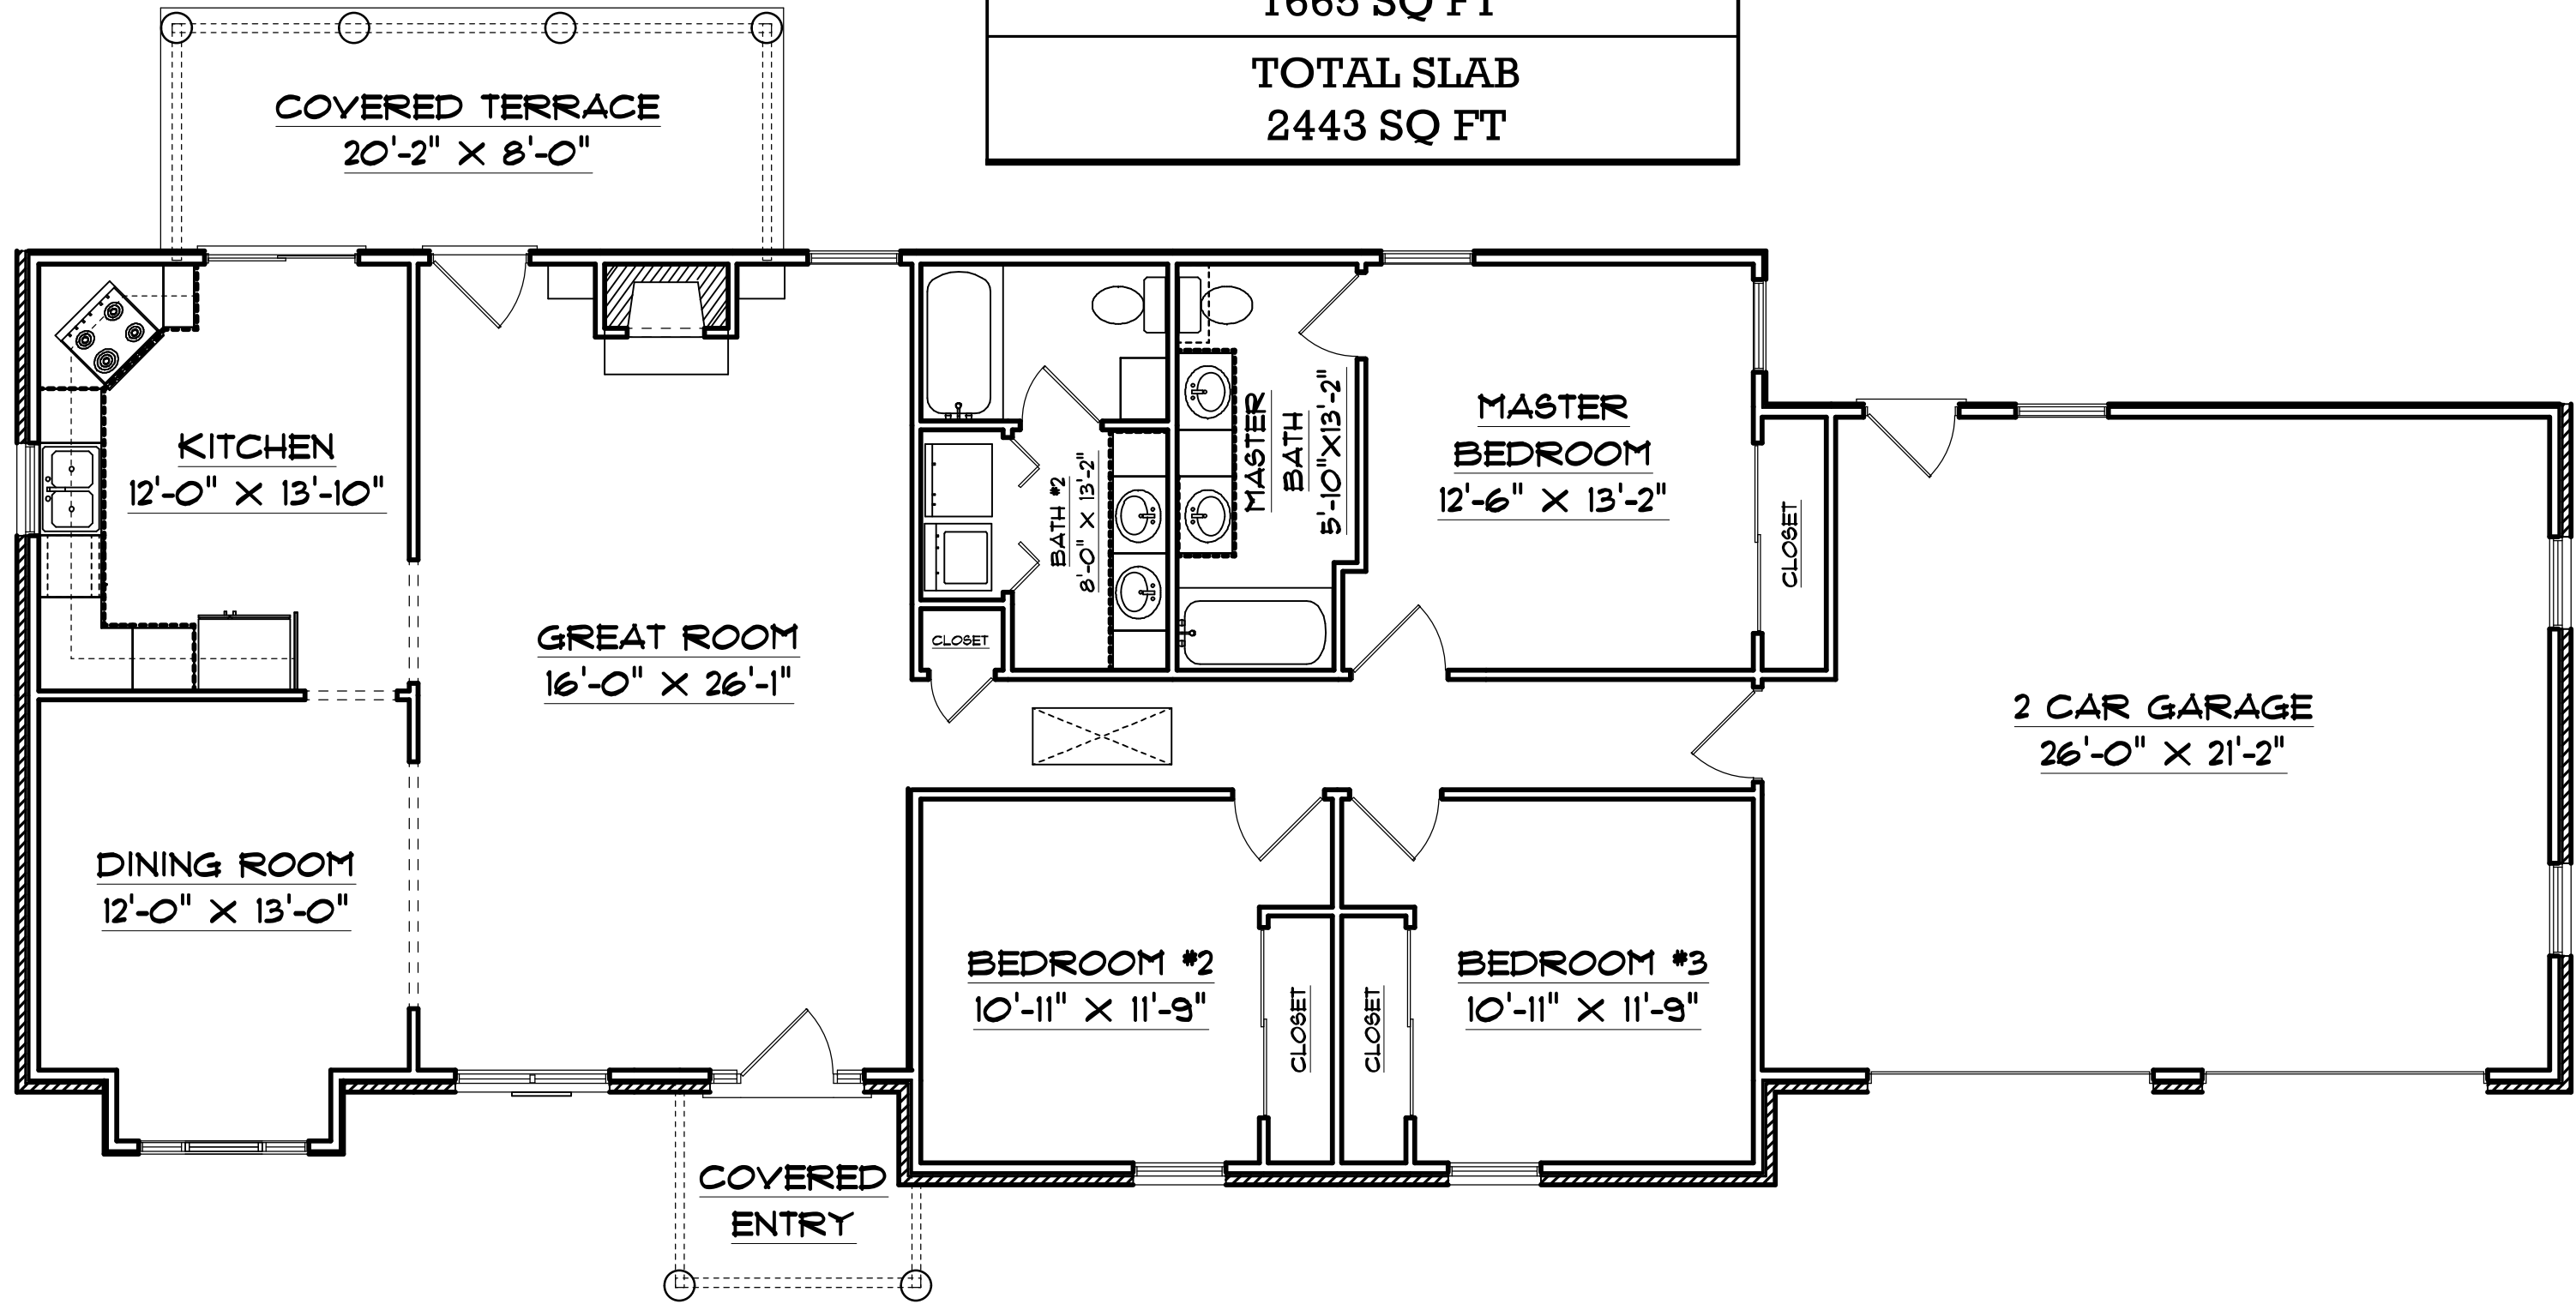 1665 SQ FT
TOTAL SLAB
2443 SQ FT
COVERED TERRACE
20'-2" X 8'-0"
KITCHEN
12'-0" X 13'-10"
GREAT ROOM
16'-0" X 26'-1"
BATH #2
8'-0" X 13'-2"
CLOSET
MASTER
BATH
5'-10"X13'-2"
MASTER
BEDROOM
12'-6" X 13'-2"
CLOSET
2 CAR GARAGE
26'-0" X 21'-2"
DINING ROOM
12'-0" X 13'-0"
BEDROOM #2
10'-11" X 11'-9"
CLOSET
CLOSET
BEDROOM #3
10'-11" X 11'-9"
COVERED
ENTRY